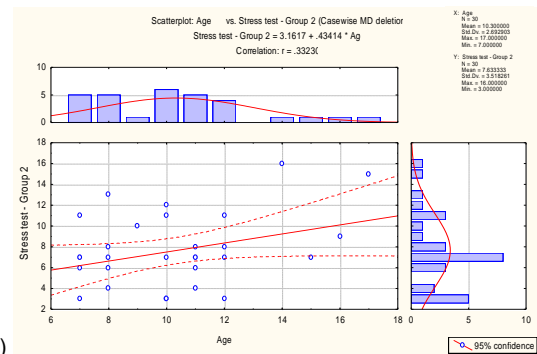 Scatterplot: Age vs. Stress test - Group 2 (Casewise MD deletior
Stress test - Group 2 = 3.1617 + .43414 * Ag
Correlation: r = .3323(
X: Age
N = 30
Mean = 10.300000
Std.Dv. = 2.692903
Max. = 17.000000
Min. = 7.000000
Y: Stress test - Group 2
N = 30
Mean = 7.633333
Std.Dv. = 3.518261
Max. = 16.000000
Min. = 3.000000
10
5
0
18
16
14
12
10
8
6
4
2
Stress test - Group 2
6 8 10 12 14 16 18
Age
0 5 10
95% confidence
)